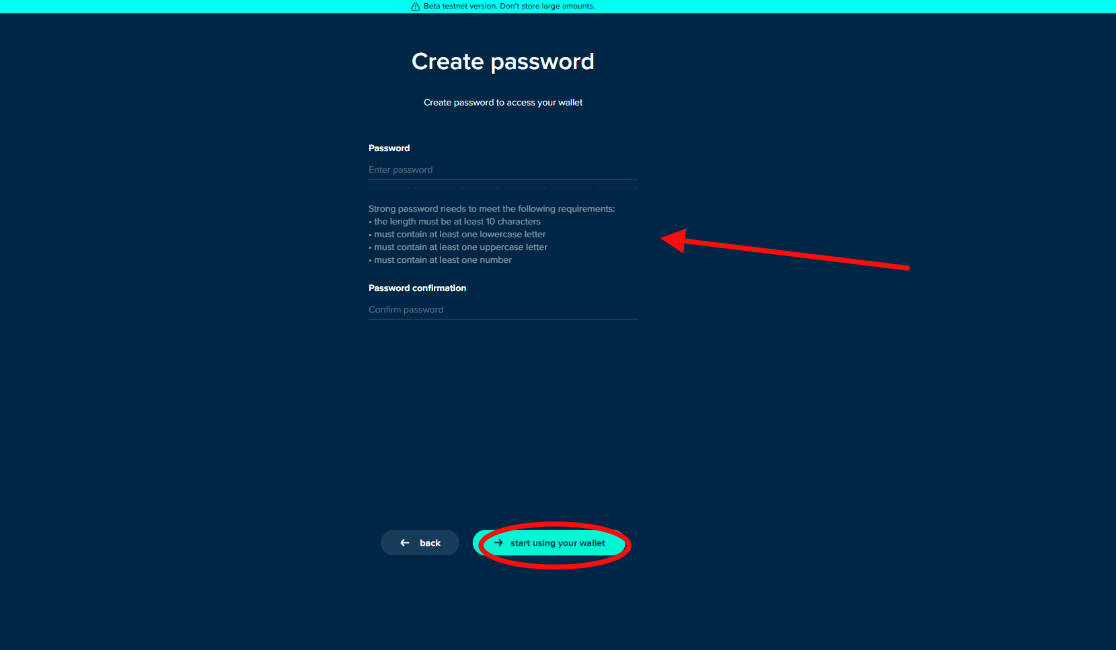 Beta testnet version. Don't store large amounts.
Create password
Create password to access your wallet
Password
Enter password
Strong password needs to meet the following requirements:
• the length must be at least 10 characters
• must contain at least one lowercase letter
• must contain at least one uppercase letter
• must contain at least one number
Password confirmation
Confirm password
← back
→ start using your wallet